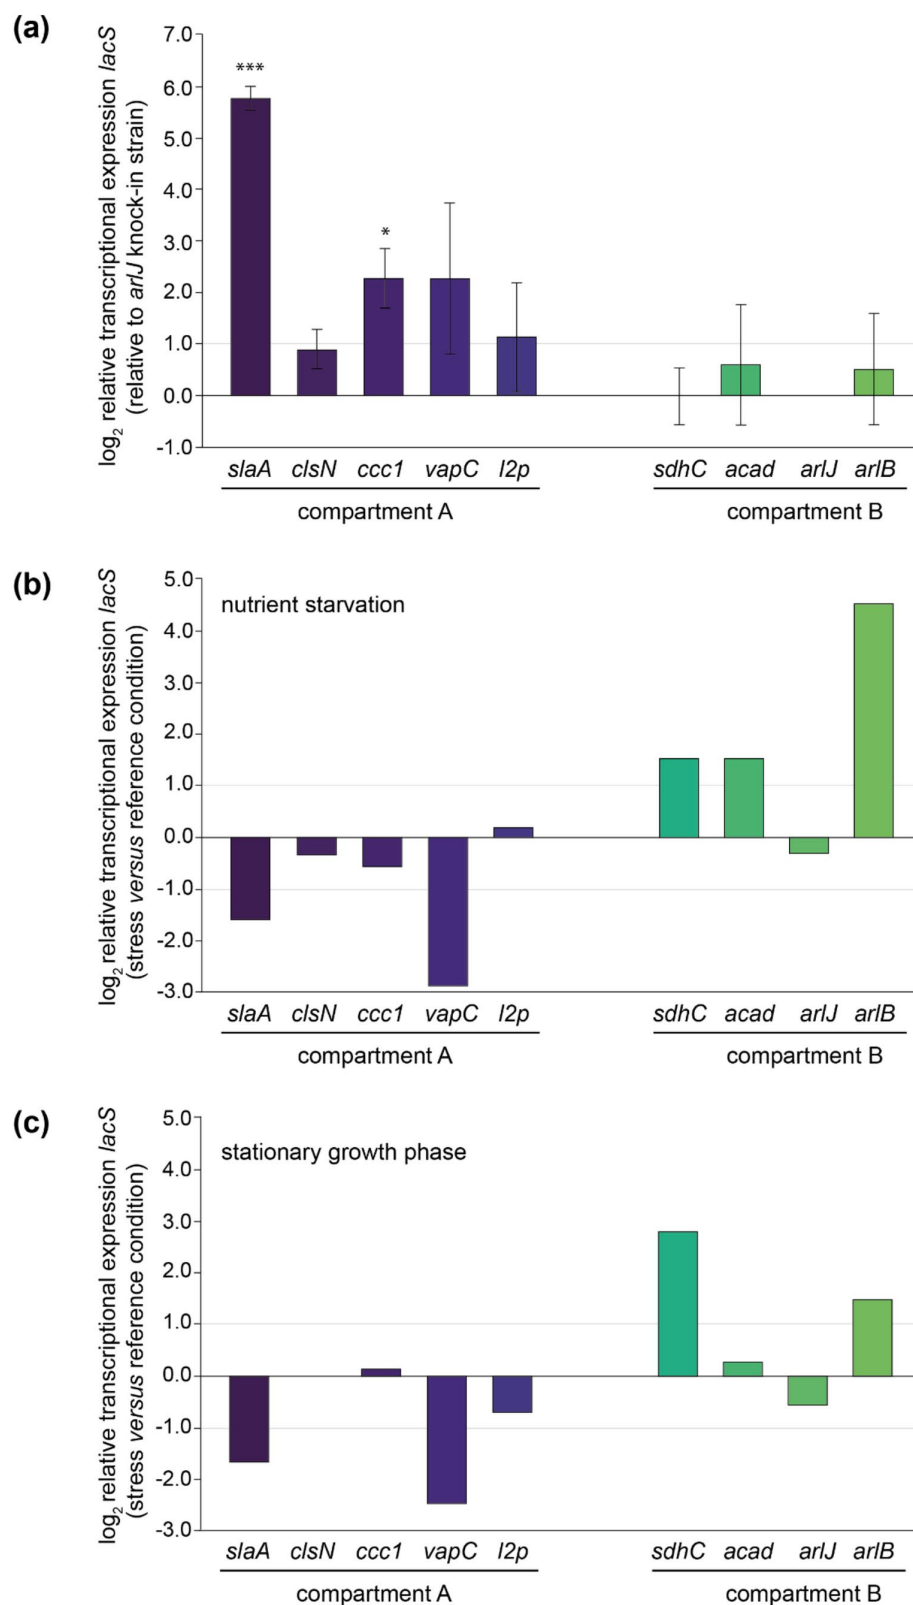 (a)
log2 relative transcriptional expression lacS
(relative to arlJ knock-in strain)
7.0
6.0
5.0
4.0
3.0
2.0
1.0
0.0
-1.0
***
*
slaA clsN ccc1 vapC l2p sdhC acad arlJ arlB
compartment A compartment B
(b)
log2 relative transcriptional expression lacS
(stress versus reference condition)
nutrient starvation
5.0
4.0
3.0
2.0
1.0
0.0
-1.0
-2.0
-3.0
slaA clsN ccc1 vapC l2p sdhC acad arlJ arlB
compartment A compartment B
(c)
log2 relative transcriptional expression lacS
(stress versus reference condition)
stationary growth phase
5.0
4.0
3.0
2.0
1.0
0.0
-1.0
-2.0
-3.0
slaA clsN ccc1 vapC l2p sdhC acad arlJ arlB
compartment A compartment B